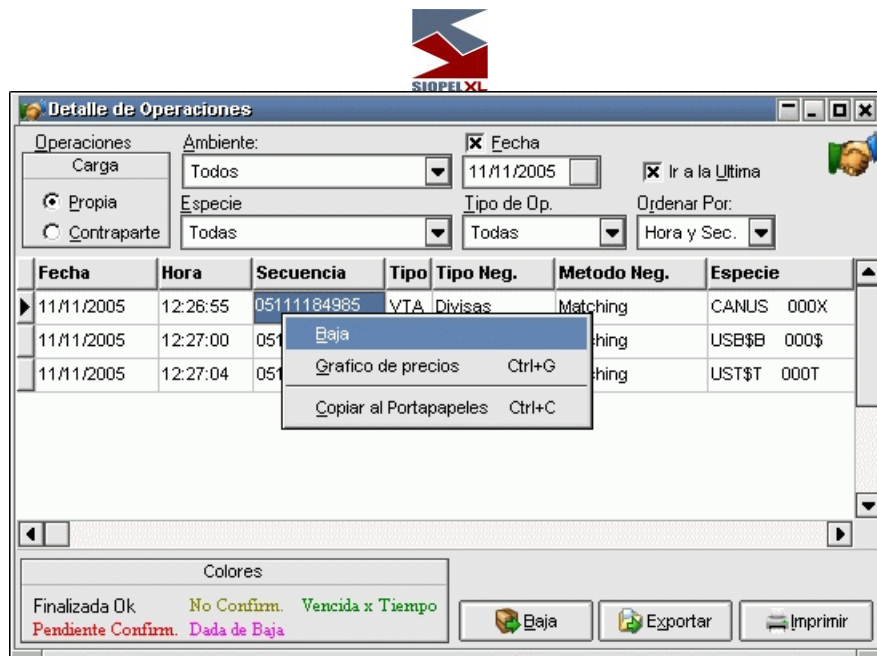 SIOPELXL
Detalle de Operaciones
Operaciones
Carga
Propia
Contraparte
Ambiente:
Todos
Fecha
11/11/2005
Ir a la Ultima
Especie
Todas
Tipo de Op.
Todas
Ordenar Por:
Hora y Sec.
Fecha Hora Secuencia Tipo Tipo Neg. Metodo Neg. Especie
11/11/2005 12:26:55 05111184985 VTA Divisas Matching CANUS 000X
11/11/2005 12:27:00 051 hing USB$B 000$
11/11/2005 12:27:04 051 hing UST$T 000T
Baja
Grafico de precios Ctrl+G
Copiar al Portapapeles Ctrl+C
Colores
Finalizada Ok No Confirm. Vencida x Tiempo
Pendiente Confirm. Dada de Baja
Baja
Exportar
Imprimir